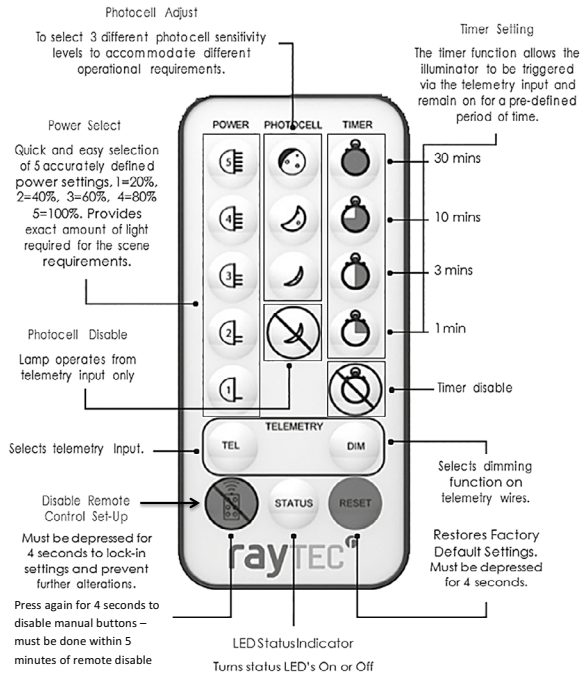 Photocell Adjust
To select 3 different photocell sensitivity
levels to accommodate different
operational requirements.
Timer Setting
The timer function allows the
illuminator to be triggered
via the telemetry input and
remain on for a pre-defined
period of time.
Power Select
Quick and easy selection
of 5 accurately defined
power settings, 1=20%,
2=40%, 3=60%, 4=80%
5=100%. Provides
exact amount of light
required for the scene
requirements.
POWER
PHOTOCELL
TIMER
5
4
3
2
1
30 mins
10 mins
3 mins
1 min
Photocell Disable
Lamp operates from
telemetry input only
Timer disable
TELEMETRY
TEL
DIM
Selects telemetry Input.
Selects dimming
function on
telemetry wires.
Disable Remote
Control Set-Up
Must be depressed for
4 seconds to lock-in
settings and prevent
further alterations.
Press again for 4 seconds to
disable manual buttons –
must be done within 5
minutes of remote disable
STATUS
RESET
Restores Factory
Default Settings.
Must be depressed
for 4 seconds.
rayTEC
LED Status Indicator
Turns status LED's On or Off